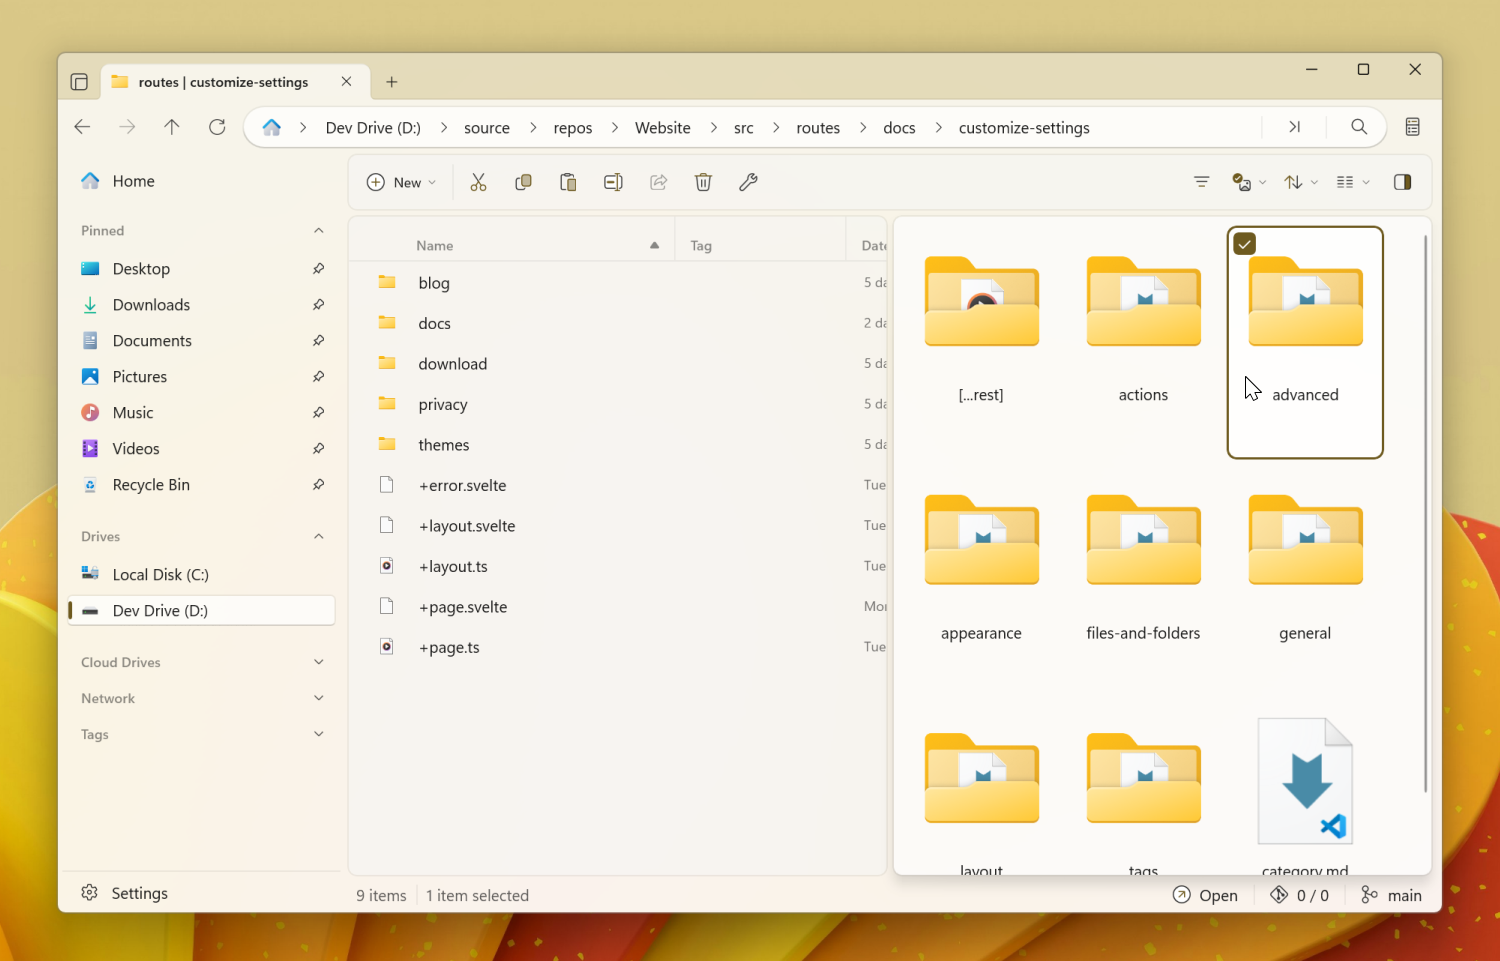 routes | customize-settings
Dev Drive (D:) source repos Website src routes docs customize-settings
Home
Pinned
Desktop
Downloads
Documents
Pictures
Music
Videos
Recycle Bin
Drives
Local Disk (C:)
Dev Drive (D:)
Cloud Drives
Network
Tags
Settings
New
Name Tag Date
blog 5 da
docs 2 da
download 5 da
privacy 5 da
themes 5 da
+error.svelte Tue
+layout.svelte Tue
+layout.ts Tue
+page.svelte Mon
+page.ts Tue
[...rest] actions advanced
appearance files-and-folders general
layout tags category.md
9 items 1 item selected
Open 0 / 0 main